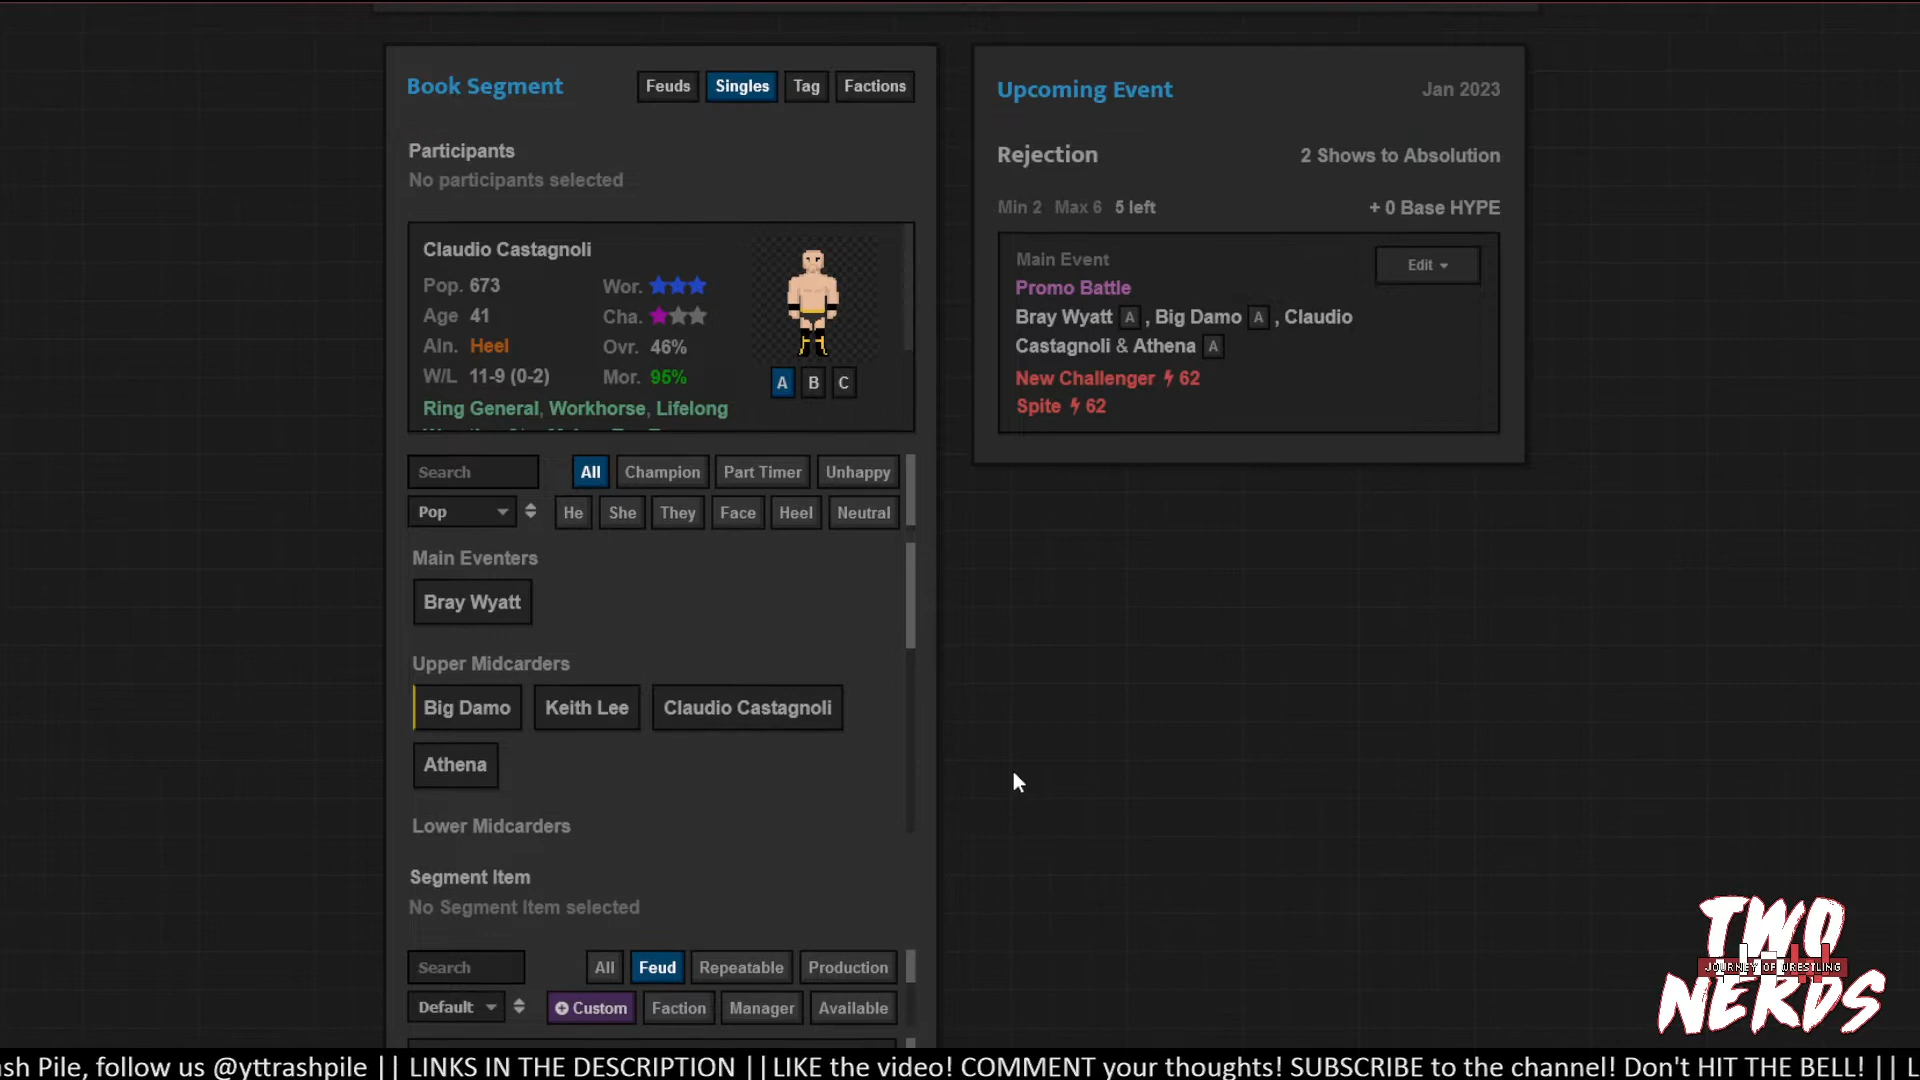 Book Segment
Feuds
Singles
Tag
Factions
Participants
No participants selected
Claudio Castagnoli
Pop. 673
Wor.
Age 41
Cha.
Aln. Heel
Ovr. 46%
W/L 11-9 (0-2)
Mor. 95%
A B C
Ring General, Workhorse, Lifelong
Search
All
Champion
Part Timer
Unhappy
Pop
He
She
They
Face
Heel
Neutral
Main Eventers
Bray Wyatt
Upper Midcarders
Big Damo
Keith Lee
Claudio Castagnoli
Athena
Lower Midcarders
Segment Item
No Segment Item selected
Search
All
Feud
Repeatable
Production
Default
Custom
Faction
Manager
Available
Upcoming Event
Jan 2023
Rejection
2 Shows to Absolution
Min 2 Max 6 5 left
+ 0 Base HYPE
Main Event
Edit
Promo Battle
Bray Wyatt A , Big Damo A , Claudio
Castagnoli & Athena A
New Challenger 62
Spite 62
TWO
JOURNEY OF WRESTLING
NERDS
sh Pile, follow us @yttrashpile || LINKS IN THE DESCRIPTION ||LIKE the video! COMMENT your thoughts! SUBSCRIBE to the channel! Don't HIT THE BELL! || L